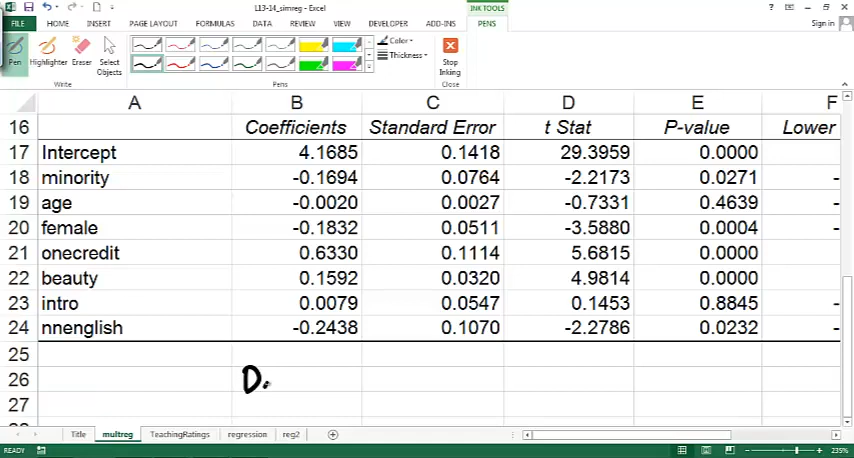 L13-14_simreg - Excel
INK TOOLS
? 
Sign in
FILE HOME INSERT PAGE LAYOUT FORMULAS DATA REVIEW VIEW DEVELOPER ADD-INS PENS
Pen Highlighter Eraser Select Objects
Color
Thickness
Stop Inking
Write Pens Close
A B C D E F
16 Coefficients Standard Error t Stat P-value Lower
17 Intercept 4.1685 0.1418 29.3959 0.0000
18 minority -0.1694 0.0764 -2.2173 0.0271 -
19 age -0.0020 0.0027 -0.7331 0.4639 -
20 female -0.1832 0.0511 -3.5880 0.0004 -
21 onecredit 0.6330 0.1114 5.6815 0.0000
22 beauty 0.1592 0.0320 4.9814 0.0000
23 intro 0.0079 0.0547 0.1453 0.8845 -
24 nnenglish -0.2438 0.1070 -2.2786 0.0232 -
25
26 D.
27
Title multreg TeachingRatings regression reg2
READY 235%